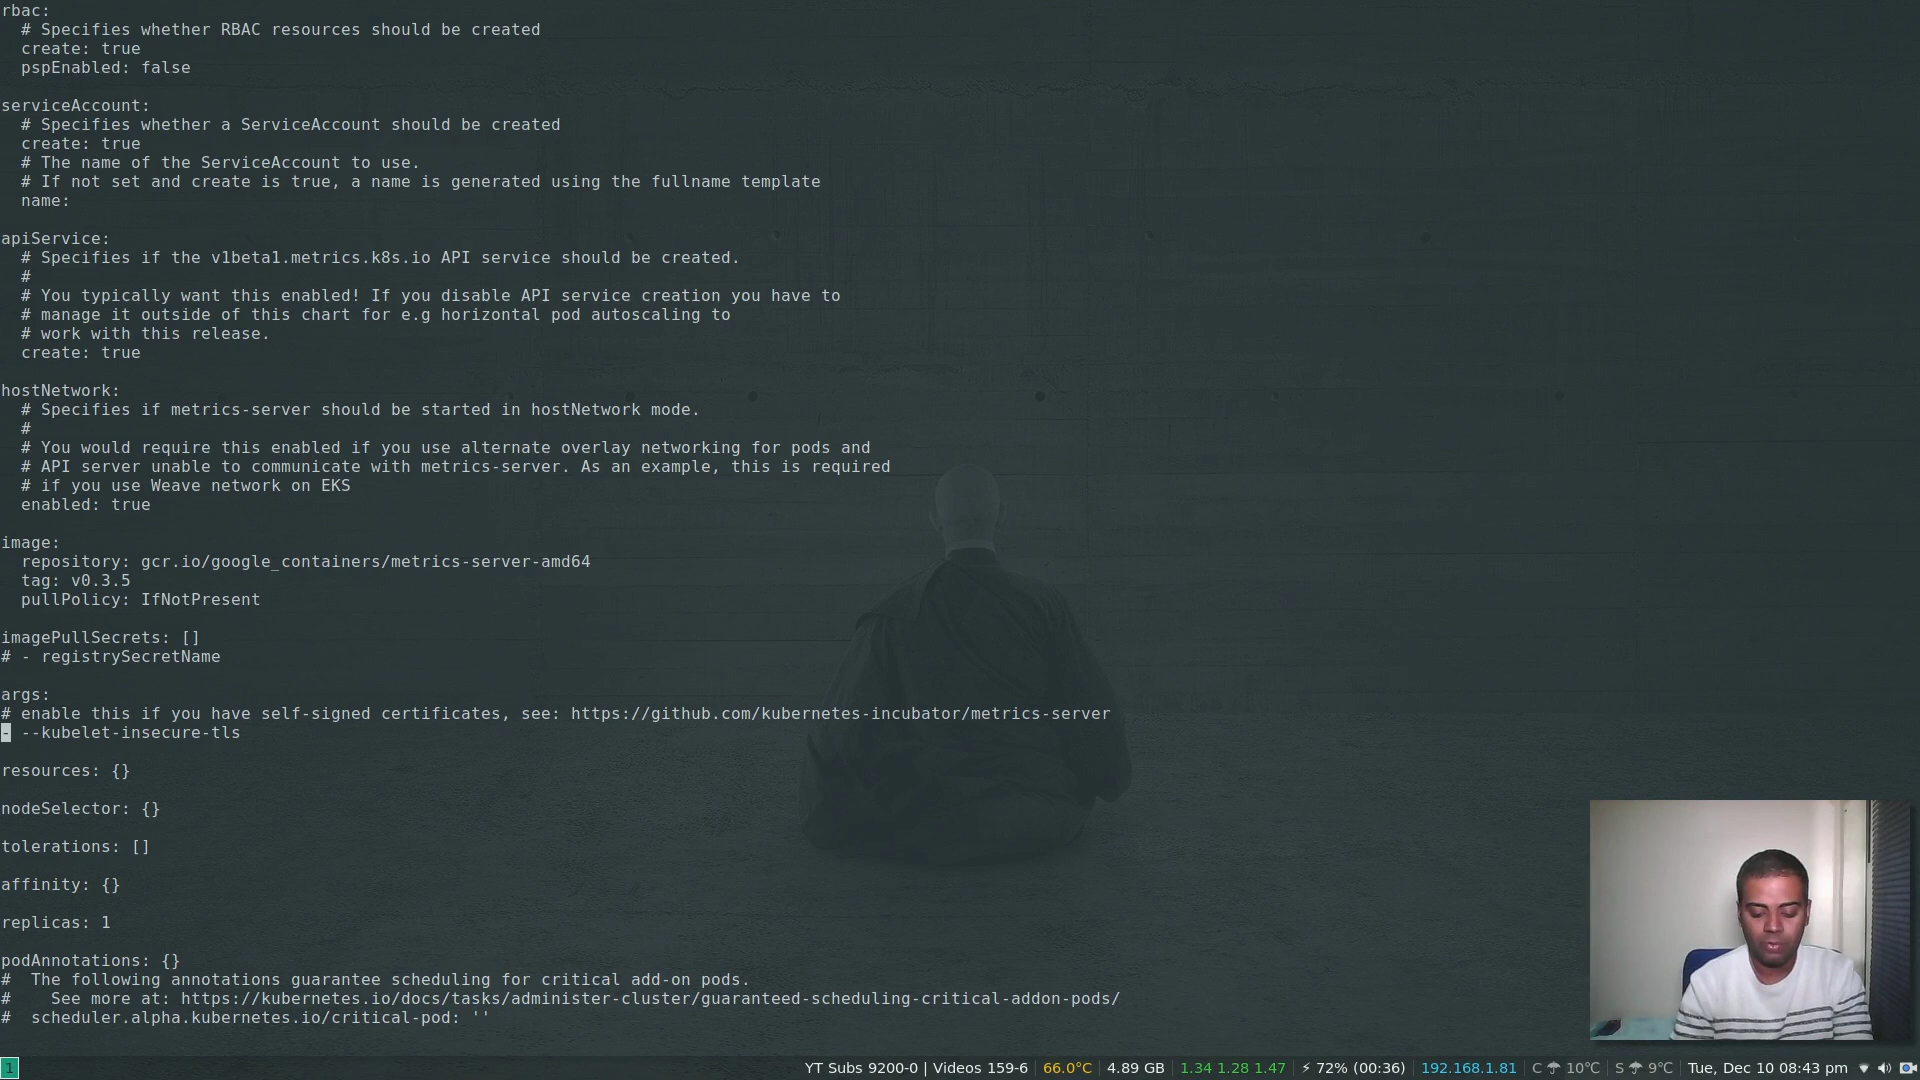 rbac:
  # Specifies whether RBAC resources should be created
  create: true
  pspEnabled: false

serviceAccount:
  # Specifies whether a ServiceAccount should be created
  create: true
  # The name of the ServiceAccount to use.
  # If not set and create is true, a name is generated using the fullname template
  name:

apiService:
  # Specifies if the v1beta1.metrics.k8s.io API service should be created.
  #
  # You typically want this enabled! If you disable API service creation you have to
  # manage it outside of this chart for e.g horizontal pod autoscaling to
  # work with this release.
  create: true

hostNetwork:
  # Specifies if metrics-server should be started in hostNetwork mode.
  #
  # You would require this enabled if you use alternate overlay networking for pods and
  # API server unable to communicate with metrics-server. As an example, this is required
  # if you use Weave network on EKS
  enabled: true

image:
  repository: gcr.io/google_containers/metrics-server-amd64
  tag: v0.3.5
  pullPolicy: IfNotPresent

imagePullSecrets: []
# - registrySecretName

args:
# enable this if you have self-signed certificates, see: https://github.com/kubernetes-incubator/metrics-server
- --kubelet-insecure-tls

resources: {}

nodeSelector: {}

tolerations: []

affinity: {}

replicas: 1

podAnnotations: {}
#  The following annotations guarantee scheduling for critical add-on pods.
#    See more at: https://kubernetes.io/docs/tasks/administer-cluster/guaranteed-scheduling-critical-addon-pods/
#  scheduler.alpha.kubernetes.io/critical-pod: ''

1 YT Subs 9200-0 | Videos 159-6 | 66.0°C | 4.89 GB | 1.34 1.28 1.47 | ⚡ 72% (00:36) | 192.168.1.81 | C ☂ 10°C | S ☂ 9°C | Tue, Dec 10 08:43 pm